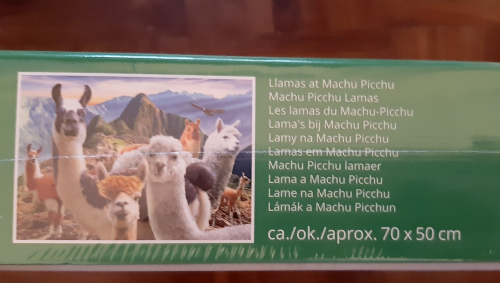 Llamas at Machu Picchu
Machu Picchu Lamas
Les lamas du Machu-Picchu
Lama's bij Machu Picchu
Lamy na Machu Picchu
Lamas em Machu Picchu
Machu Picchu lamaer
Lama a Machu Picchu
Lame na Machu Picchu
Lámák a Machu Picchun
ca./ok./aprox. 70 x 50 cm